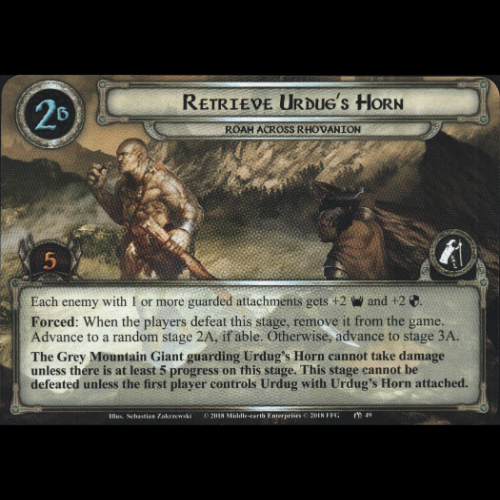 2B
RETRIEVE URDUG'S HORN
ROAM ACROSS RHOVANION
5
Each enemy with 1 or more guarded attachments gets +2 and +2 .
Forced: When the players defeat this stage, remove it from the game.
Advance to a random stage 2A, if able. Otherwise, advance to stage 3A.
The Grey Mountain Giant guarding Urdug's Horn cannot take damage
unless there is at least 5 progress on this stage. This stage cannot be
defeated unless the first player controls Urdug with Urdug's Horn attached.
Illus. Sebastian Zakrzewski © 2018 Middle-earth Enterprises © 2018 FFG 49